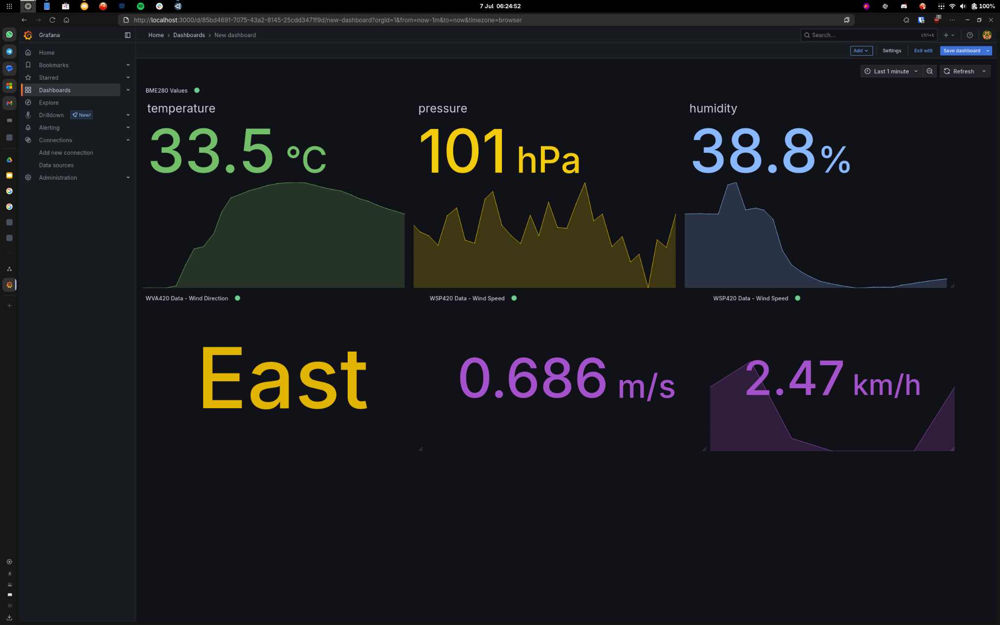 7 Jul 06:24:52
100%
http://localhost:3000/d/85bd4691-7075-43a2-8145-25cdd3471f9d/new-dashboard?orgId=1&from=now-1m&to=now&timezone=browser
1
Grafana
Home › Dashboards › New dashboard
Search...
ctrl+k
Add
Settings
Exit edit
Save dashboard
Home
Bookmarks
Starred
Dashboards
Explore
Drilldown
New!
Alerting
Connections
Add new connection
Data sources
Administration
Last 1 minute
Refresh
BME280 Values
temperature
33.5 °C
pressure
101 hPa
humidity
38.8%
WVA420 Data - Wind Direction
East
WSP420 Data - Wind Speed
0.686 m/s
WSP420 Data - Wind Speed
2.47 km/h